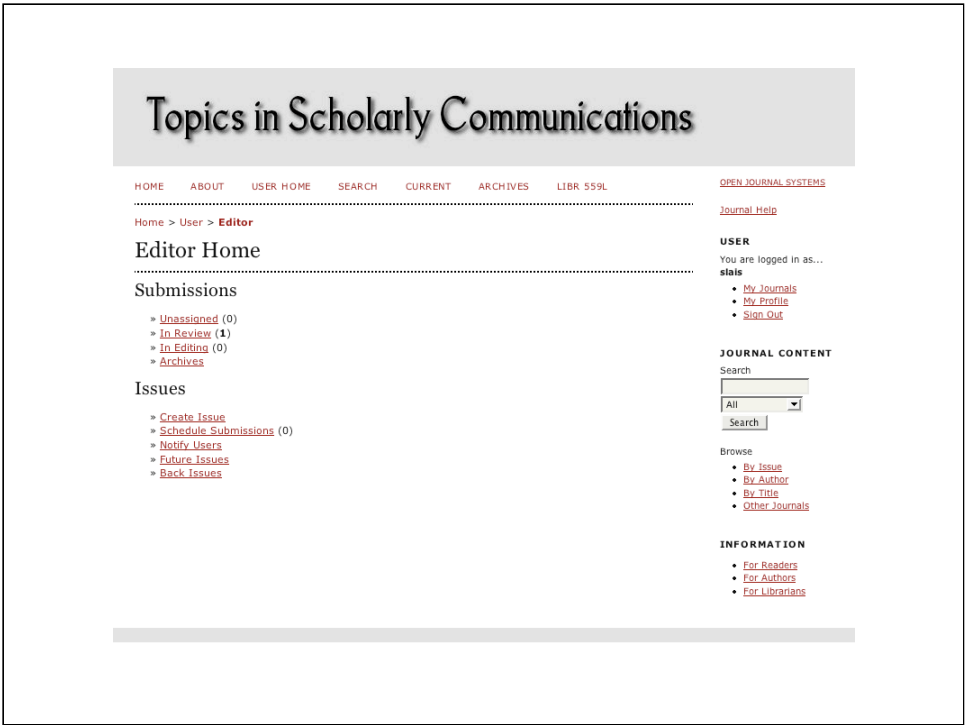 Topics in Scholarly Communications
HOME ABOUT USER HOME SEARCH CURRENT ARCHIVES LIBR 559L
Home > User > Editor
Editor Home
Submissions
» Unassigned (0)
» In Review (1)
» In Editing (0)
» Archives
Issues
» Create Issue
» Schedule Submissions (0)
» Notify Users
» Future Issues
» Back Issues
OPEN JOURNAL SYSTEMS
Journal Help
USER
You are logged in as...
slais
• My Journals
• My Profile
• Sign Out
JOURNAL CONTENT
Search
All
Search
Browse
• By Issue
• By Author
• By Title
• Other Journals
INFORMATION
• For Readers
• For Authors
• For Librarians